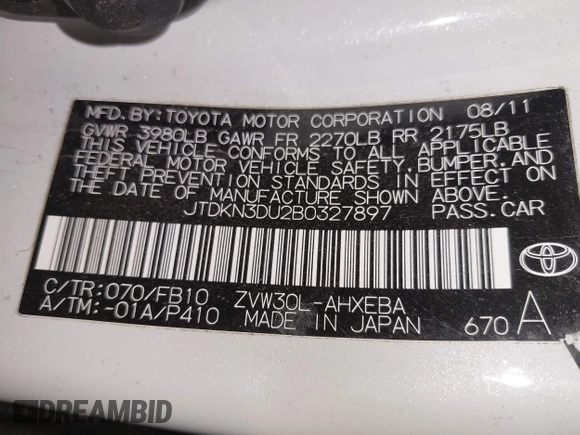 MFD. BY: TOYOTA MOTOR CORPORATION 08/11
GVWR 3980LB GAWR FR 2270LB RR 2175LB
THIS VEHICLE CONFORMS TO ALL APPLICABLE
FEDERAL MOTOR VEHICLE SAFETY, BUMPER, AND
THEFT PREVENTION STANDARDS IN EFFECT ON
THE DATE OF MANUFACTURE SHOWN ABOVE.
JTDKN3DU2B0327897 PASS. CAR
C/TR: 070/FB10 ZVW30L-AHXEBA
A/TM: -01A/P410 MADE IN JAPAN 670 A
DREAMBID